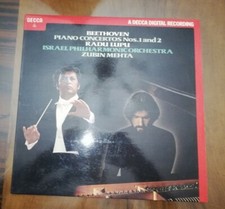 DECCA
A DECCA DIGITAL RECORDING
BEETHOVEN
PIANO CONCERTOS Nos.1 and 2
RADU LUPU
ISRAEL PHILHARMONIC ORCHESTRA
ZUBIN MEHTA